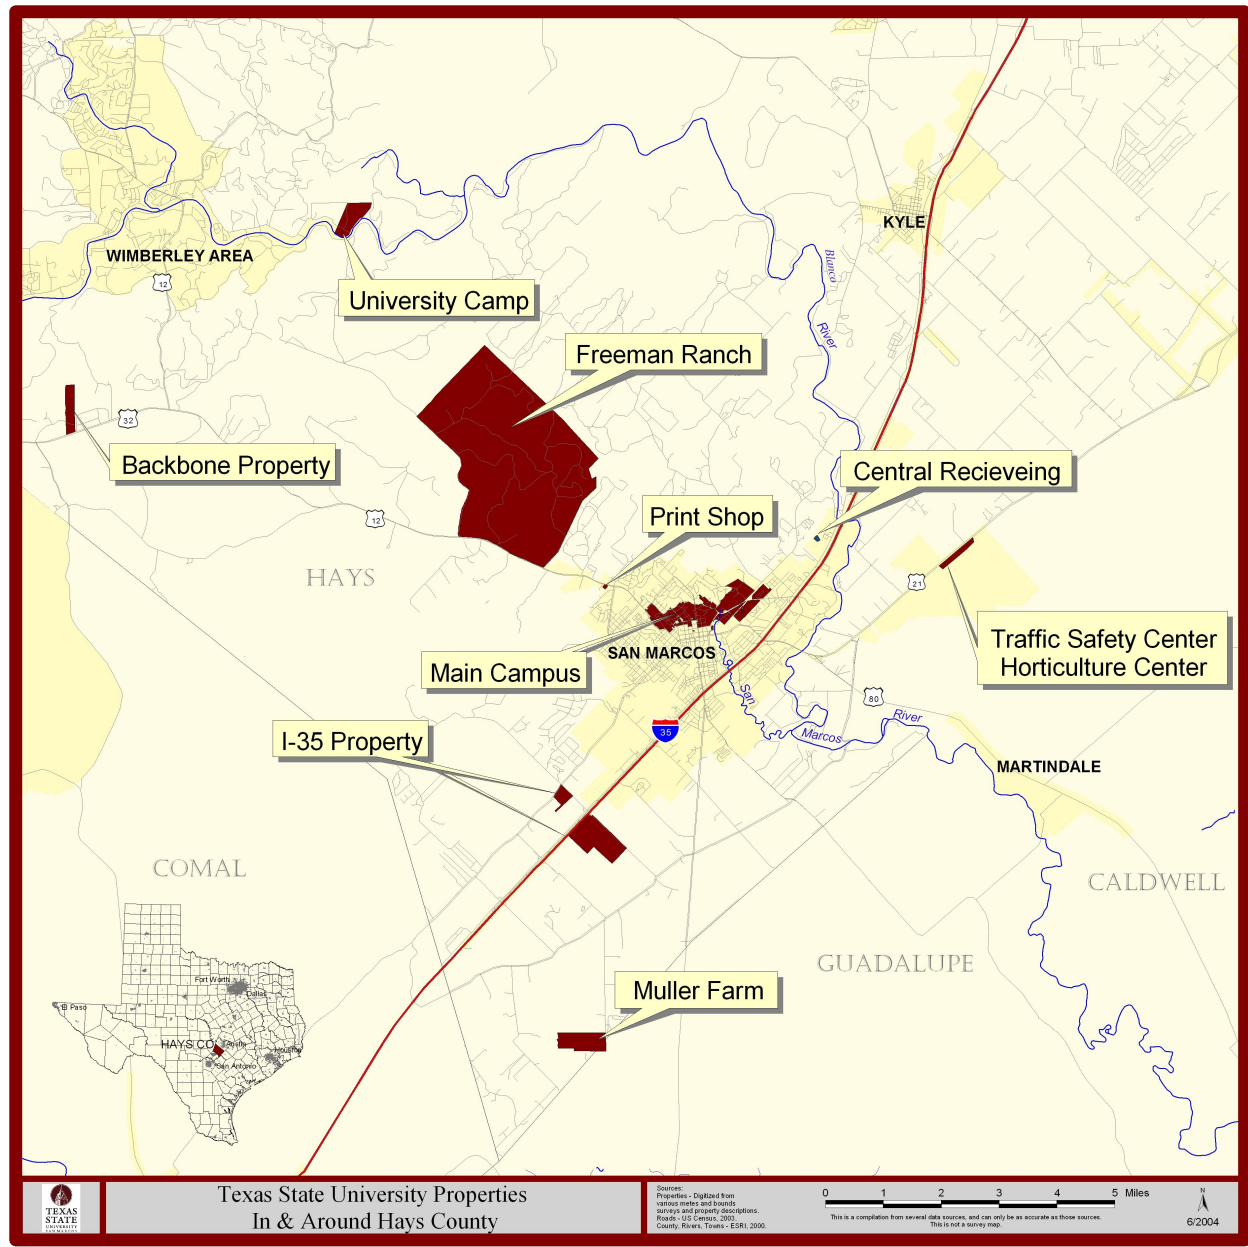 KYLE
Blanco
River
WIMBERLEY AREA
12
University Camp
Freeman Ranch
32
Backbone Property
Central Recieveing
12
Print Shop
HAYS
21
Traffic Safety Center
Horticulture Center
SAN MARCOS
Main Campus
San
Marcos
River
80
35
I-35 Property
MARTINDALE
COMAL
CALDWELL
GUADALUPE
Muller Farm
Fort Worth
Dallas
El Paso
HAYS CO.
Austin
Houston
San Antonio
TEXAS
STATE
UNIVERSITY
SAN MARCOS
Texas State University Properties
In & Around Hays County
Sources:
Properties - Digitized from
various metes and bounds
surveys and property descriptions.
Roads - US Census, 2003.
County, Rivers, Towns - ESRI, 2000.
0 1 2 3 4 5 Miles
This is a compilation from several data sources, and can only be as accurate as those sources.
This is not a survey map.
N
6/2004